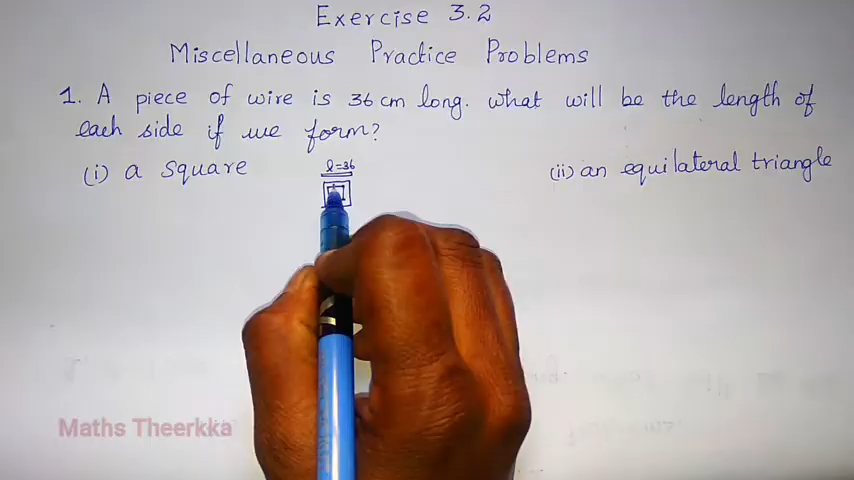 Exercise 3.2
Miscellaneous Practice Problems
1. A piece of wire is 36 cm long. what will be the length of
each side if we form?
(i) a square
l=36
(ii) an equilateral triangle
Maths Theerkka